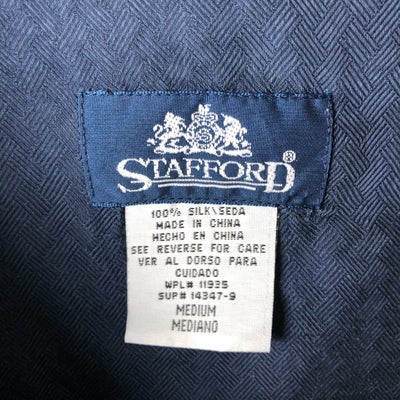 STAFFORD®
100% SILK\SEDA
MADE IN CHINA
HECHO EN CHINA
SEE REVERSE FOR CARE
VER AL DORSO PARA
CUIDADO
WPL# 11935
SUP# 14347-9
MEDIUM
MEDIANO